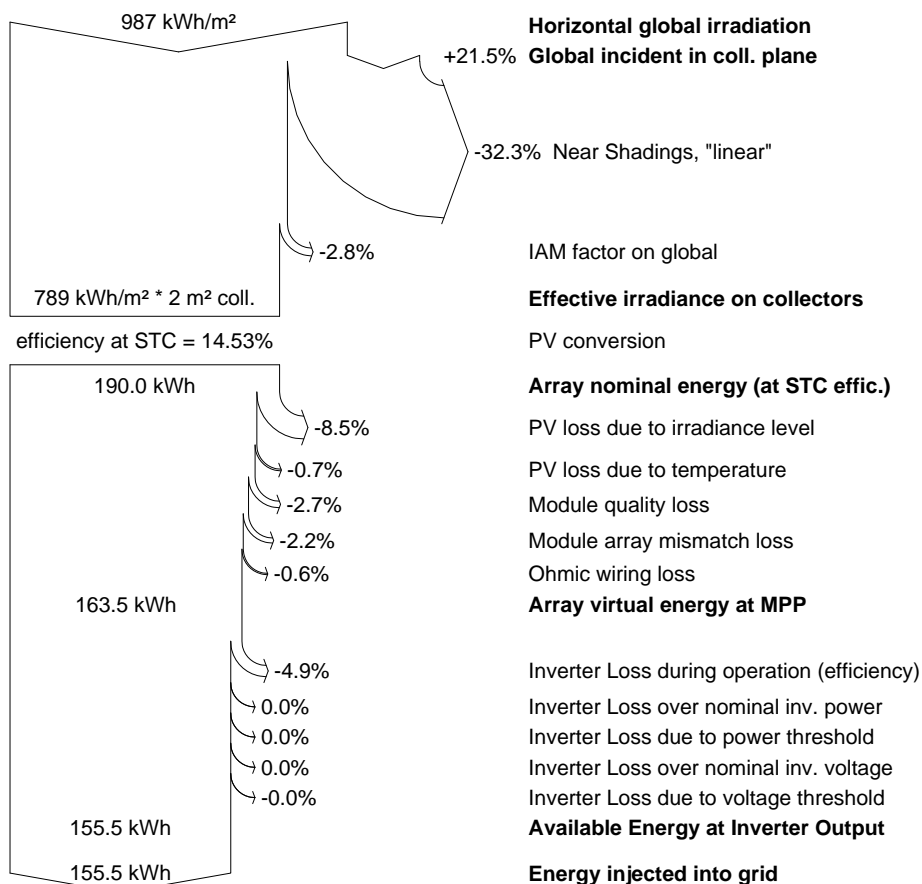 987 kWh/m² Horizontal global irradiation
+21.5% Global incident in coll. plane
-32.3% Near Shadings, "linear"
-2.8% IAM factor on global
789 kWh/m² * 2 m² coll. Effective irradiance on collectors
efficiency at STC = 14.53% PV conversion
190.0 kWh Array nominal energy (at STC effic.)
-8.5% PV loss due to irradiance level
-0.7% PV loss due to temperature
-2.7% Module quality loss
-2.2% Module array mismatch loss
-0.6% Ohmic wiring loss
163.5 kWh Array virtual energy at MPP
-4.9% Inverter Loss during operation (efficiency)
0.0% Inverter Loss over nominal inv. power
0.0% Inverter Loss due to power threshold
0.0% Inverter Loss over nominal inv. voltage
-0.0% Inverter Loss due to voltage threshold
155.5 kWh Available Energy at Inverter Output
155.5 kWh Energy injected into grid